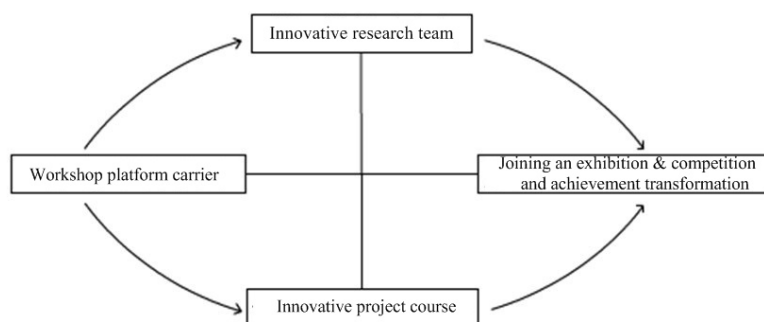 Innovative research team
Workshop platform carrier
Joining an exhibition & competition
and achievement transformation
Innovative project course